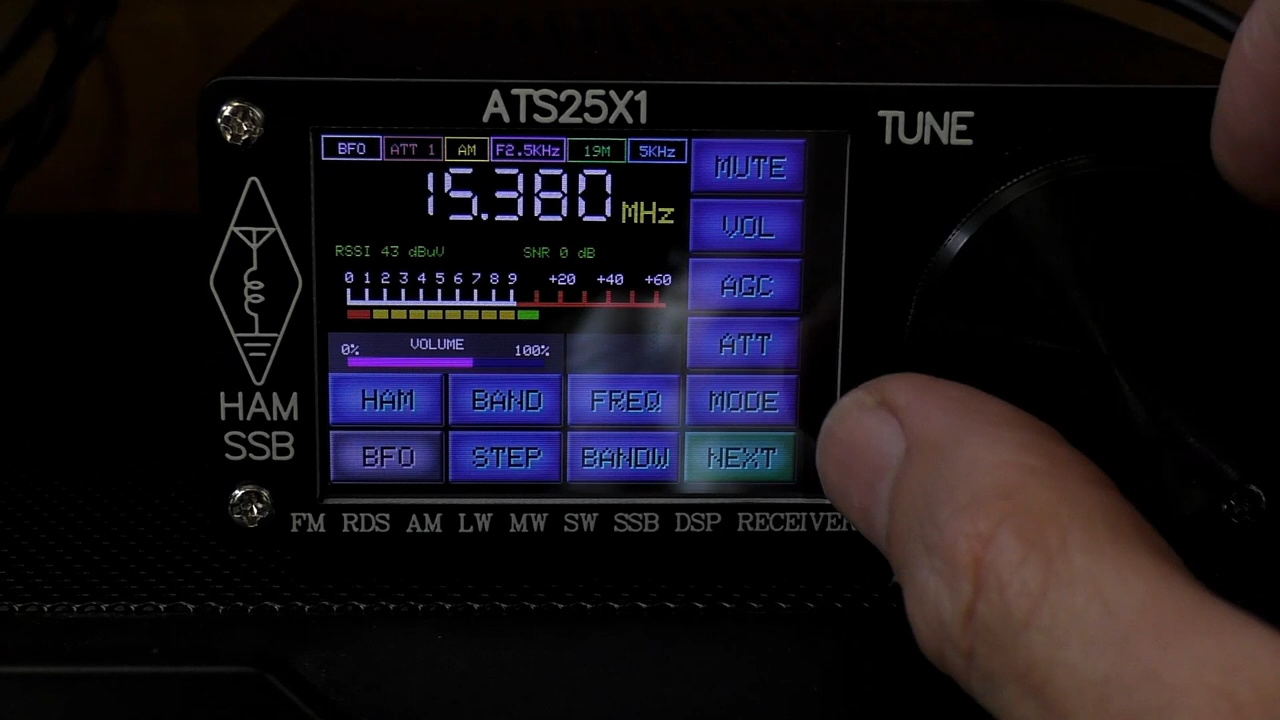 ATS25X1
TUNE
BFO ATT 1 AM F2.5KHz 19M 5KHz
15.380 MHz
RSSI 43 dBuV SNR 0 dB
0 1 2 3 4 5 6 7 8 9 +20 +40 +60
0% VOLUME 100%
MUTE
VOL
AGC
ATT
HAM BAND FREQ MODE
BFO STEP BANDW NEXT
HAM
SSB
FM RDS AM LW MW SW SSB DSP RECEIVER